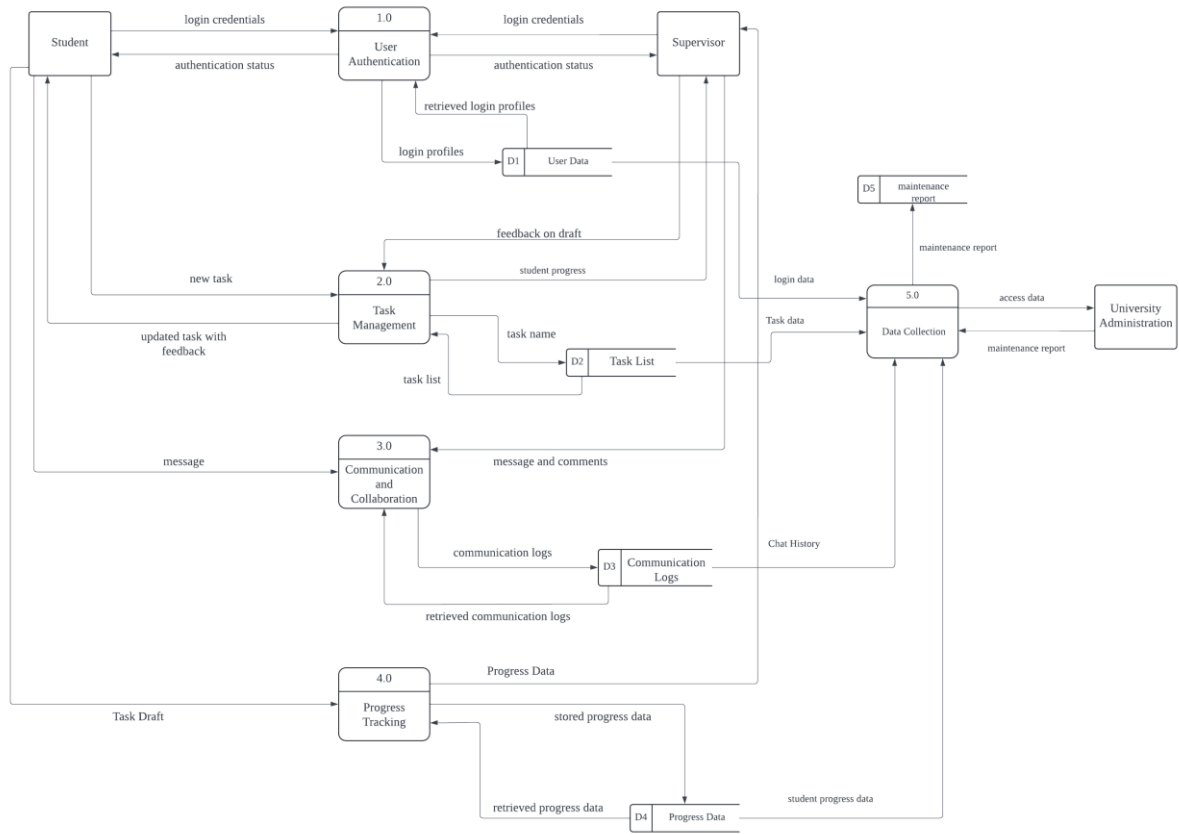 login credentials
1.0
login credentials
Student
User
Authentication
Supervisor
authentication status
authentication status
retrieved login profiles
login profiles
D1
User Data
D5
maintenance
report
feedback on draft
maintenance report
student progress
new task
2.0
login data
5.0
access data
University
Administration
Task
Management
Task data
Data Collection
updated task with
feedback
task name
maintenance report
D2
Task List
task list
3.0
message
Communication
and
Collaboration
message and comments
communication logs
Chat History
D3
Communication
Logs
retrieved communication logs
4.0
Progress Data
Progress
Tracking
Task Draft
stored progress data
retrieved progress data
student progress data
D4
Progress Data